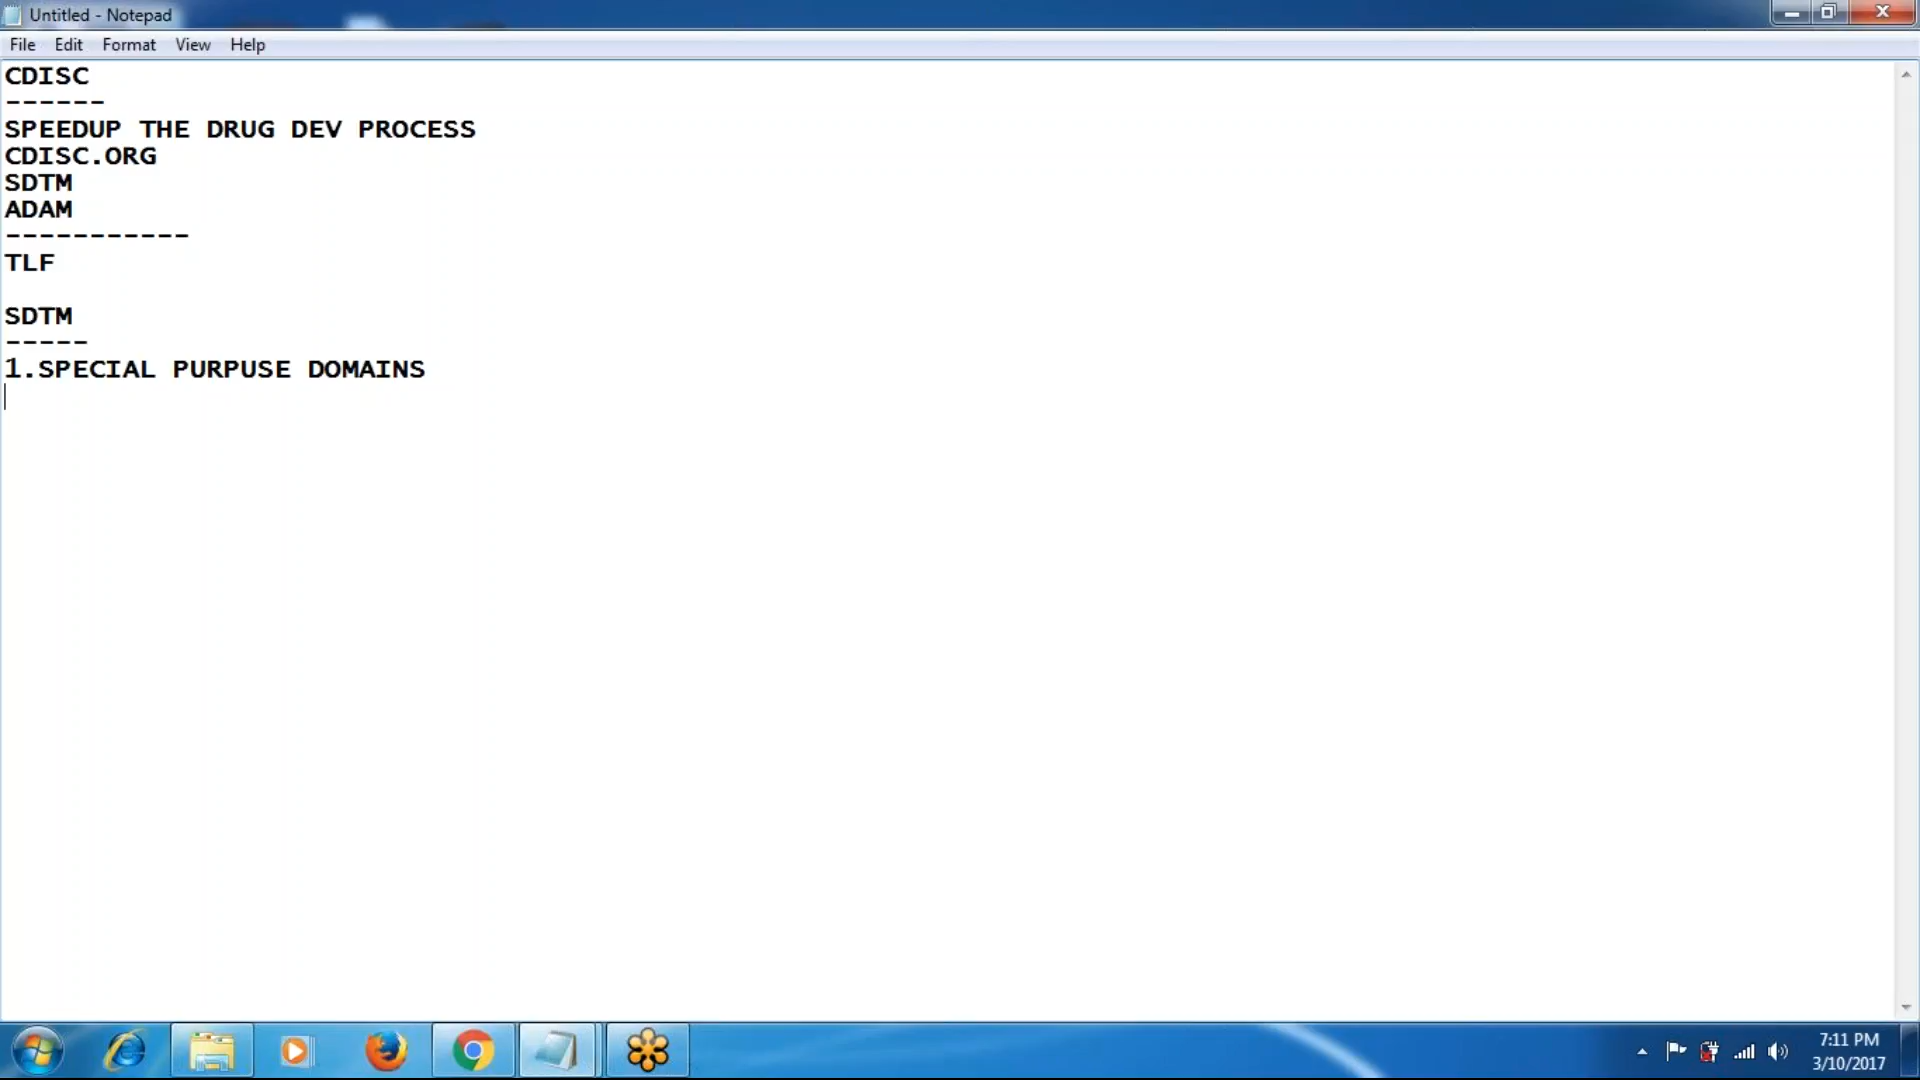 Untitled - Notepad
File Edit Format View Help
CDISC
------
SPEEDUP THE DRUG DEV PROCESS
CDISC.ORG
SDTM
ADAM
-----------
TLF
SDTM
-----
1.SPECIAL PURPUSE DOMAINS
7:11 PM
3/10/2017